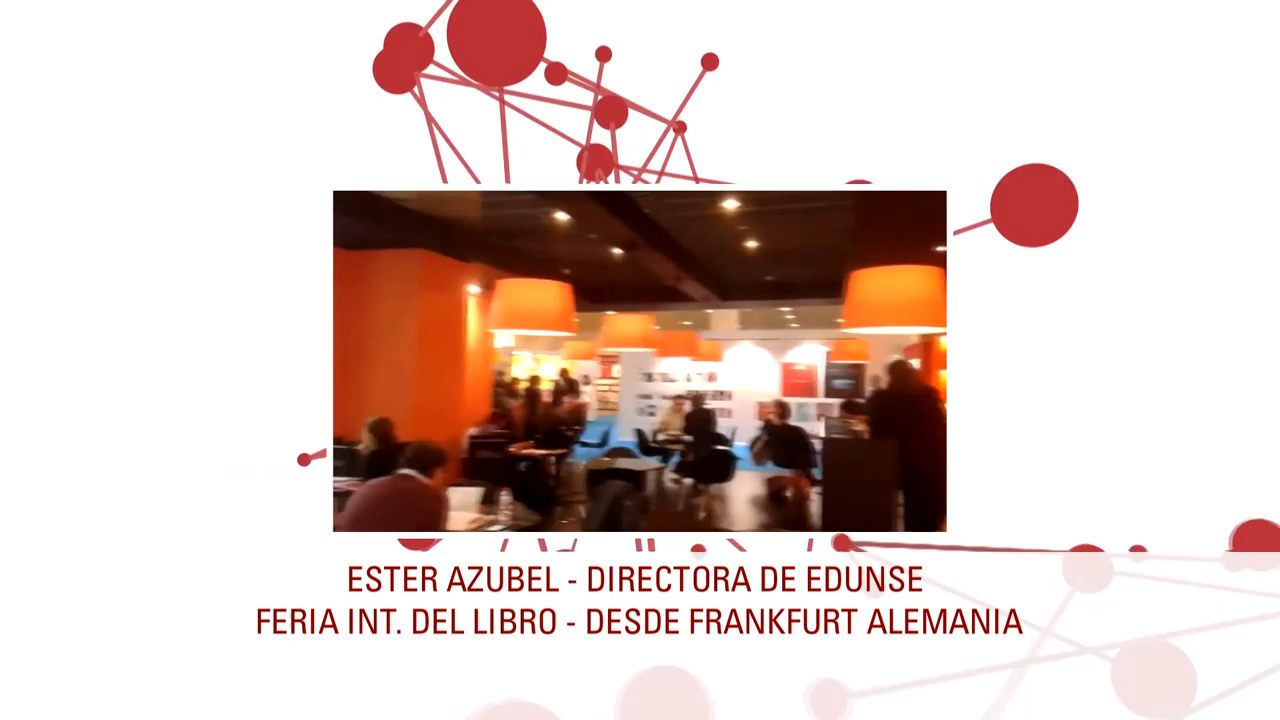 ESTER AZUBEL - DIRECTORA DE EDUNSE
FERIA INT. DEL LIBRO - DESDE FRANKFURT ALEMANIA